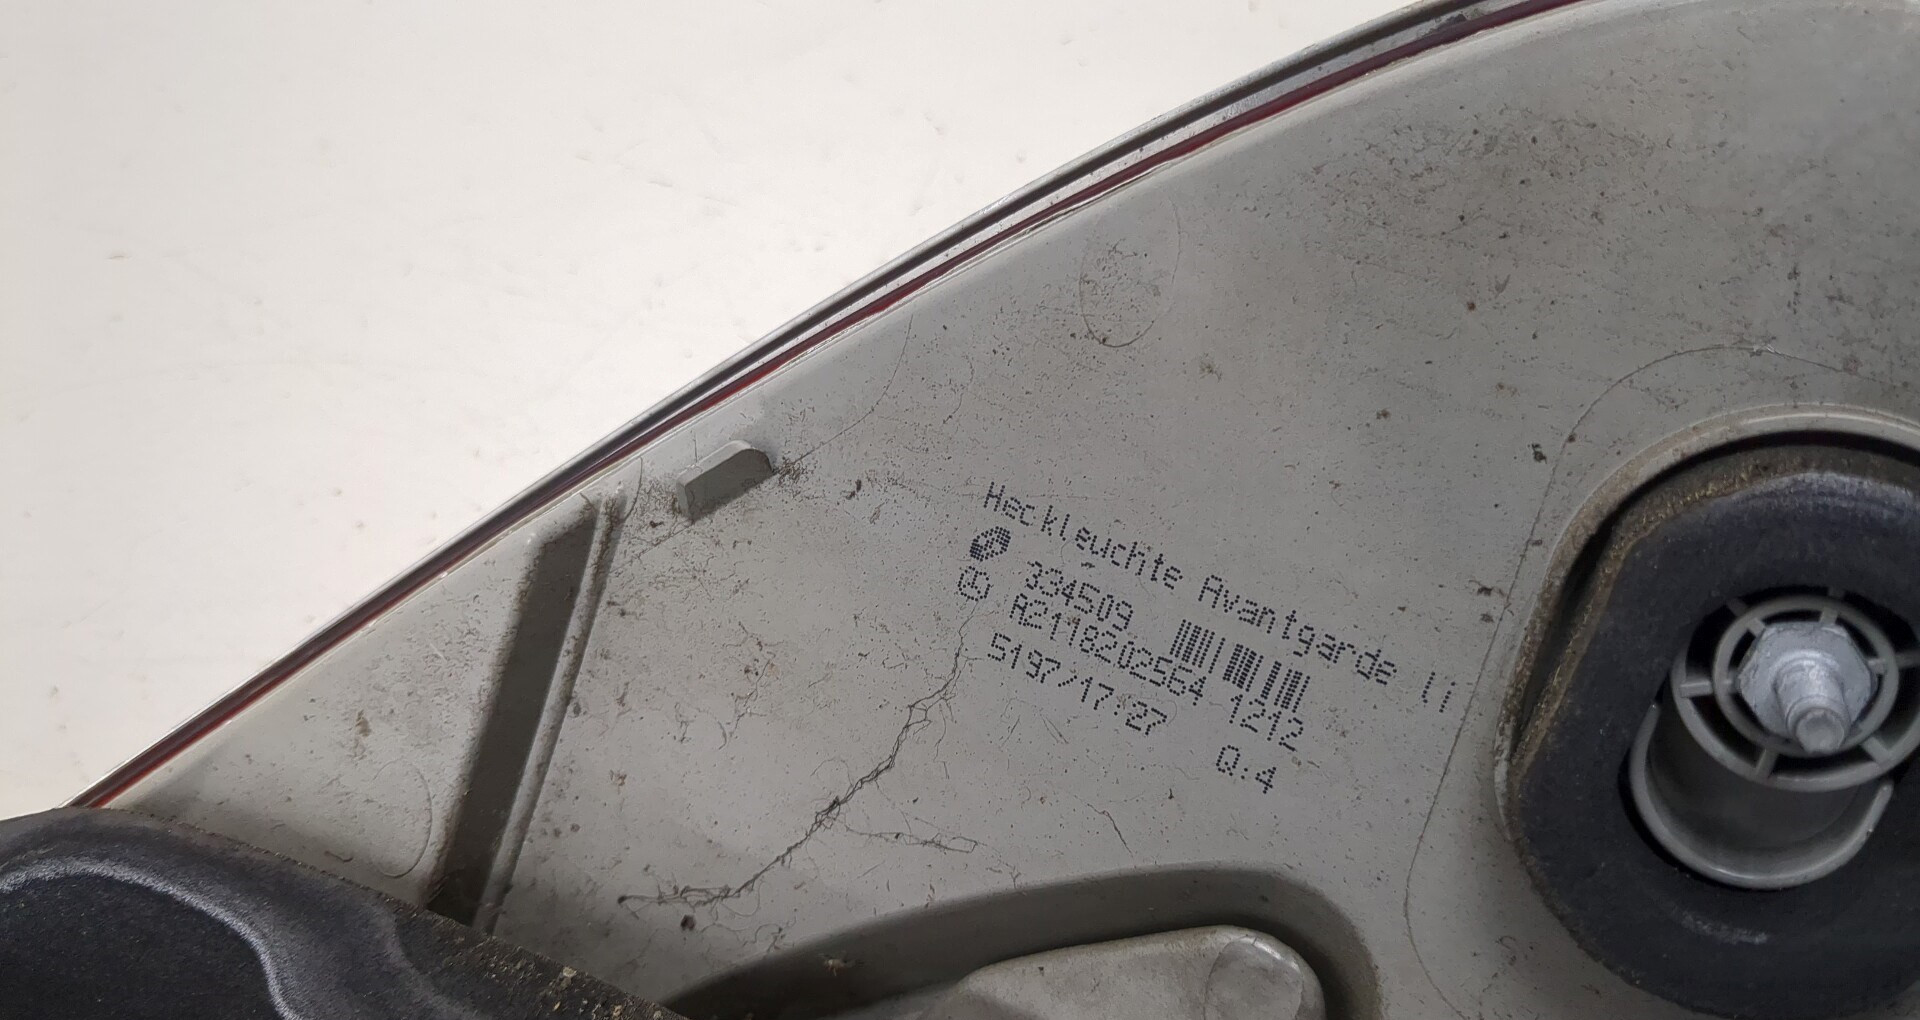 Heckleuchte Avantgarde li
334509
A2118202564 1212
5197/17:27 Q:4